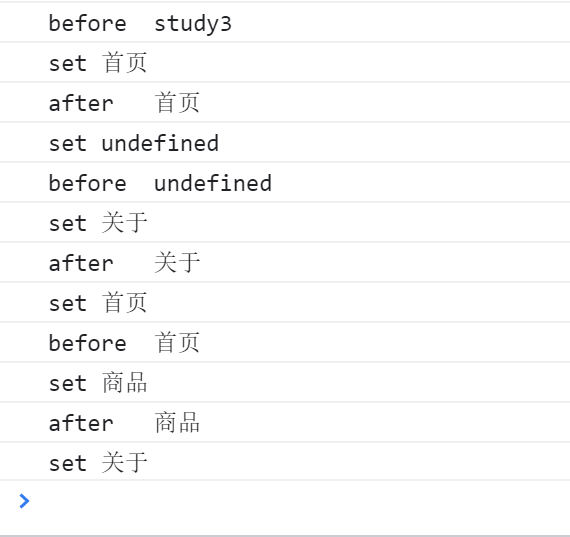 before  study3
set 首页
after   首页
set undefined
before  undefined
set 关于
after   关于
set 首页
before  首页
set 商品
after   商品
set 关于